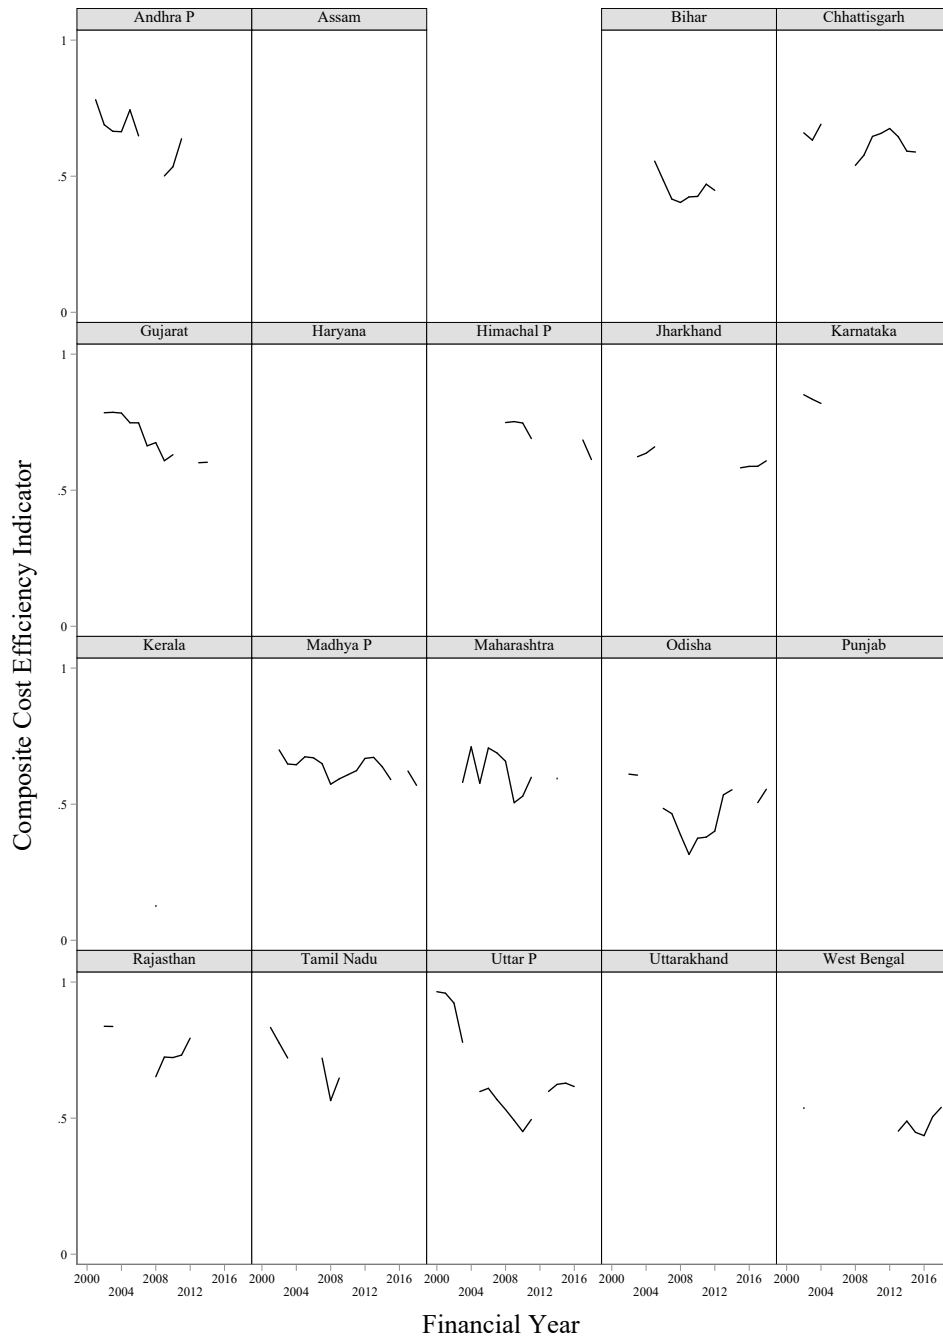 Andhra P Assam Bihar Chhattisgarh
1
.5
0
Gujarat Haryana Himachal P Jharkhand Karnataka
1
.5
0
Kerala Madhya P Maharashtra Odisha Punjab
1
.5
0
Rajasthan Tamil Nadu Uttar P Uttarakhand West Bengal
1
.5
0
2000 2008 2016 2000 2008 2016 2000 2008 2016 2000 2008 2016 2000 2008 2016
2004 2012 2004 2012 2004 2012 2004 2012 2004 2012
Composite Cost Efficiency Indicator
Financial Year